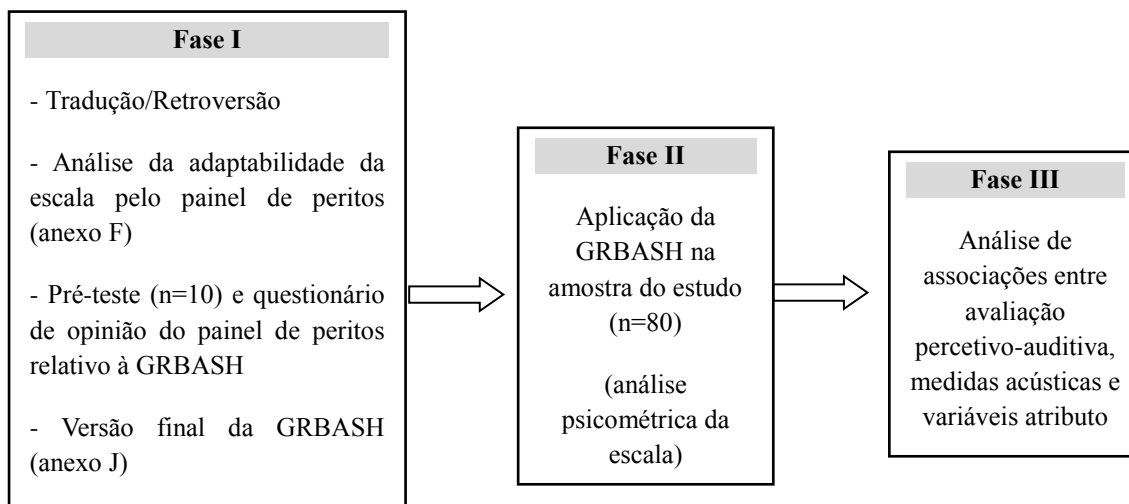 Fase I
- Tradução/Retroversão
- Análise da adaptabilidade da
escala pelo painel de peritos
(anexo F)
- Pré-teste (n=10) e questionário
de opinião do painel de peritos
relativo à GRBASH
- Versão final da GRBASH
(anexo J)
Fase II
Aplicação da
GRBASH na
amostra do estudo
(n=80)
(análise
psicométrica da
escala)
Fase III
Análise de
associações entre
avaliação
percetivo-auditiva,
medidas acústicas e
variáveis atributo